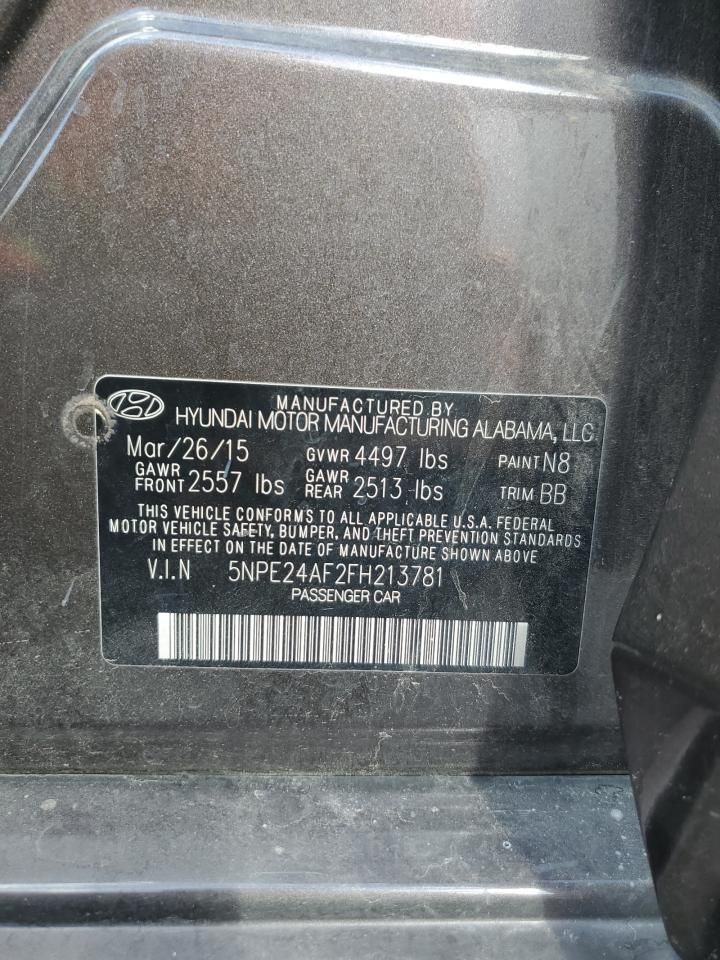 MANUFACTURED BY
HYUNDAI MOTOR MANUFACTURING ALABAMA, LLC
Mar/26/15 GVWR 4497 lbs PAINT N8
GAWR FRONT 2557 lbs GAWR REAR 2513 lbs TRIM BB
THIS VEHICLE CONFORMS TO ALL APPLICABLE U.S.A. FEDERAL
MOTOR VEHICLE SAFETY, BUMPER, AND THEFT PREVENTION STANDARDS
IN EFFECT ON THE DATE OF MANUFACTURE SHOWN ABOVE
V.I.N 5NPE24AF2FH213781
PASSENGER CAR